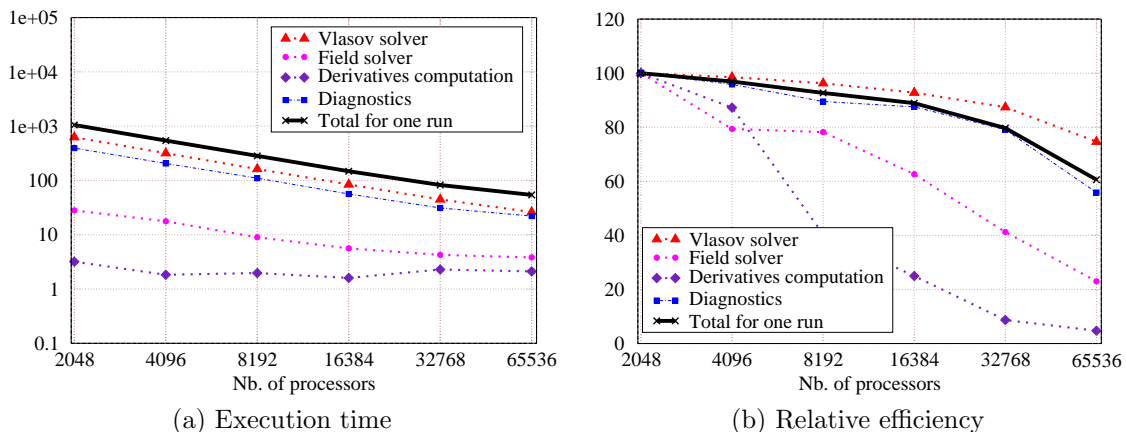 1e+05
1e+04
1e+03
100
10
1
0.1
Vlasov solver
Field solver
Derivatives computation
Diagnostics
Total for one run
2048 4096 8192 16384 32768 65536
Nb. of processors
(a) Execution time
120
100
80
60
40
20
0
Vlasov solver
Field solver
Derivatives computation
Diagnostics
Total for one run
2048 4096 8192 16384 32768 65536
Nb. of processors
(b) Relative efficiency